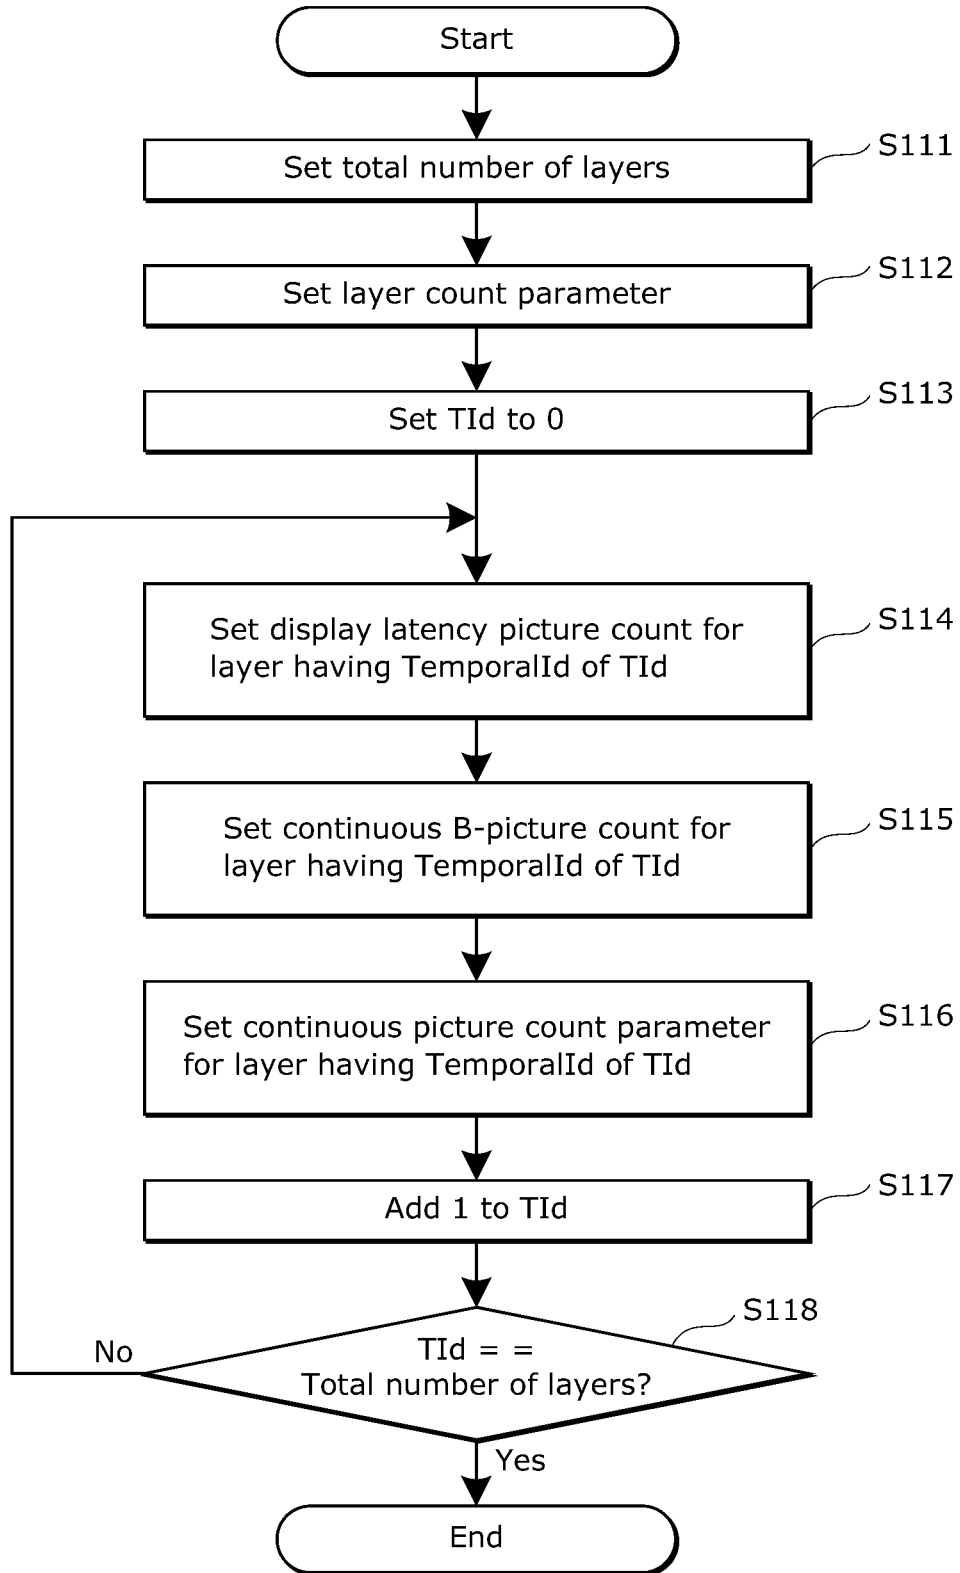 Start
Set total number of layers
S111
Set layer count parameter
S112
Set TId to 0
S113
Set display latency picture count for
layer having TemporalId of TId
S114
Set continuous B-picture count for
layer having TemporalId of TId
S115
Set continuous picture count parameter
for layer having TemporalId of TId
S116
Add 1 to TId
S117
TId = =
Total number of layers?
S118
No
Yes
End